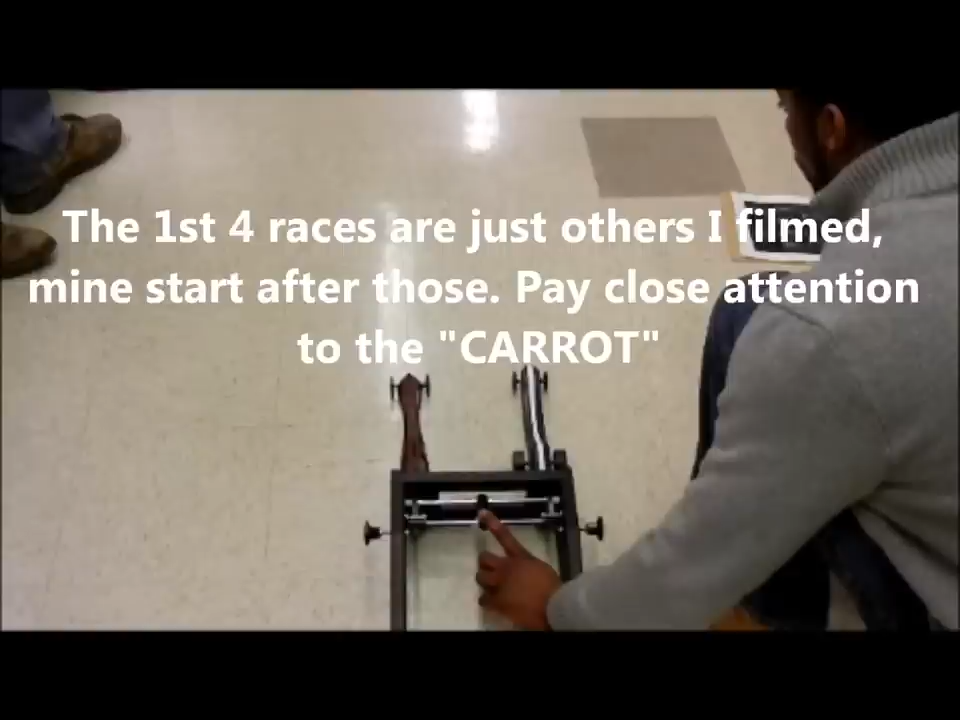 The 1st 4 races are just others I filmed,
mine start after those. Pay close attention
to the "CARROT"